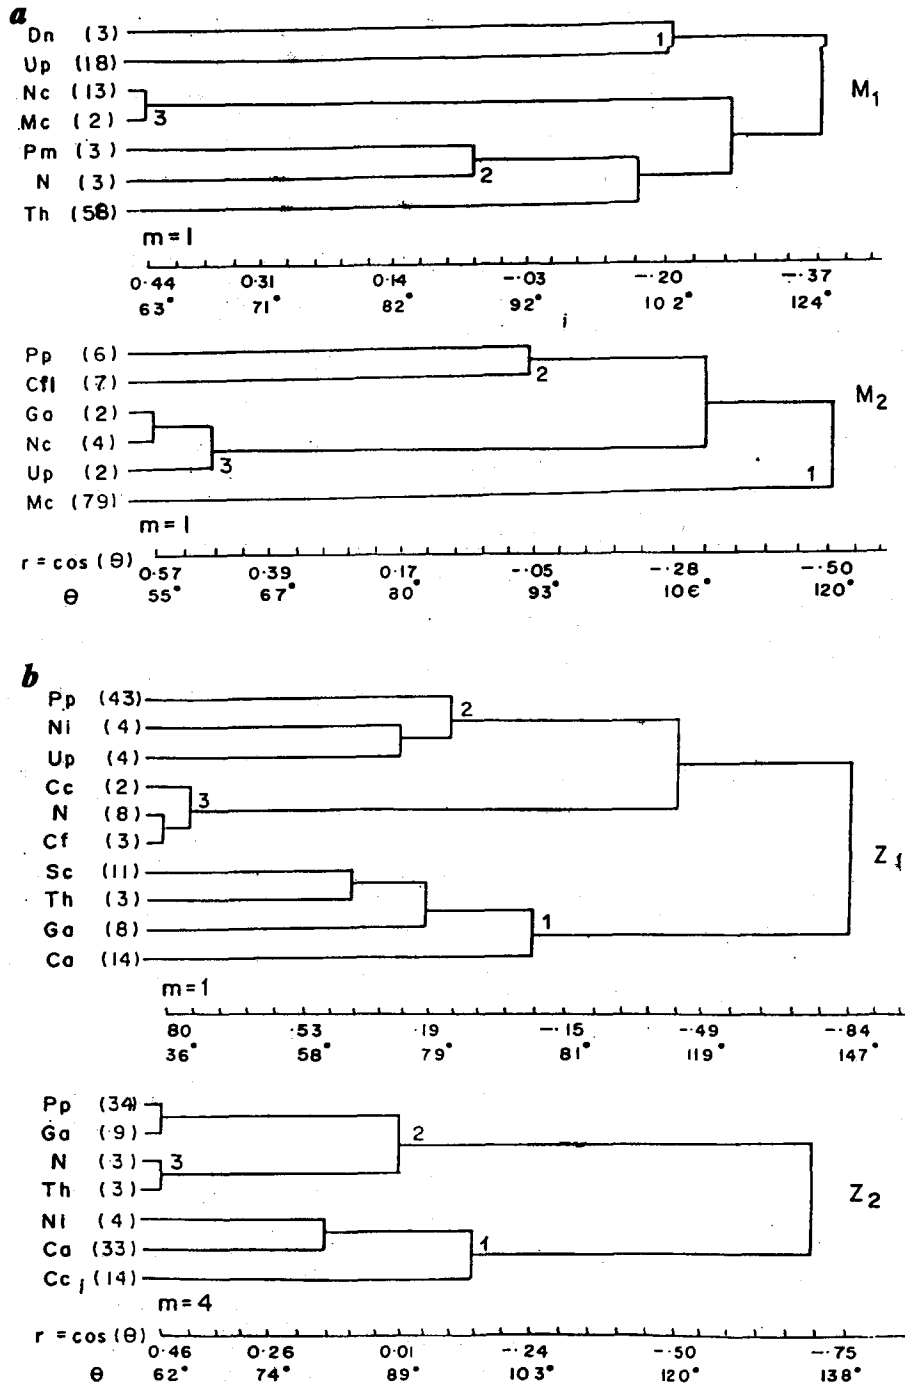 a
Dn (3)
1
Up (18)
Nc (13)
M1
Mc (2)
3
Pm (3)
N (3)
2
Th (58)
m=1
0·44 0·31 0·14 -·03 -·20 -·37
63° 71° 82° 92° 102° 124°
i
Pp (6)
Cfl (7)
2
Ga (2)
M2
Nc (4)
Up (2)
3
1
Mc (79)
m=1
r=cos(θ)
0·57 0·39 0·17 -·05 -·28 -·50
θ 55° 67° 80° 93° 106° 120°
b
Pp (43)
2
Ni (4)
Up (4)
Cc (2)
3
N (8)
Cf (3)
Z1
Sc (11)
Th (3)
Ga (8)
1
Ca (14)
m=1
80 ·53 ·19 -·15 -·49 -·84
36° 58° 79° 81° 119° 147°
Pp (34)
Ga (9)
2
N (3)
3
Th (3)
Z2
Ni (4)
Ca (33)
1
Cc (14)
m=4
r=cos(θ)
0·46 0·26 0·01 -·24 -·50 -·75
θ 62° 74° 89° 103° 120° 138°